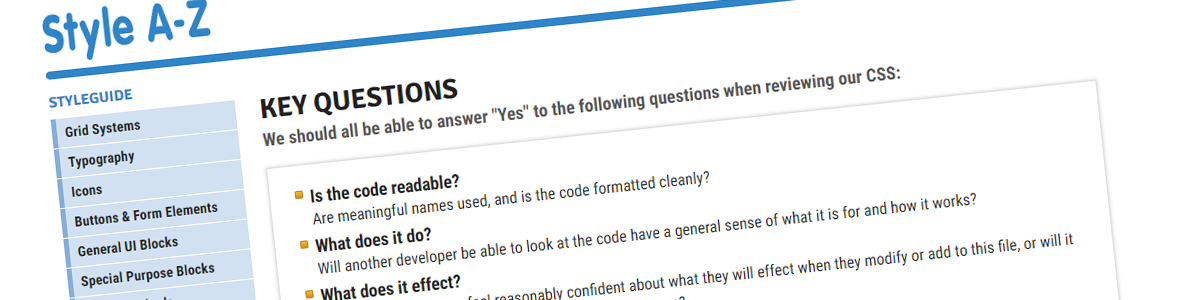 Style A-Z
STYLEGUIDE
Grid Systems
Typography
Icons
Buttons & Form Elements
General UI Blocks
Special Purpose Blocks
KEY QUESTIONS
We should all be able to answer "Yes" to the following questions when reviewing our CSS:
Is the code readable?
Are meaningful names used, and is the code formatted cleanly?
What does it do?
Will another developer be able to look at the code have a general sense of what it is for and how it works?
What does it effect?
feel reasonably confident about what they will effect when they modify or add to this file, or will it